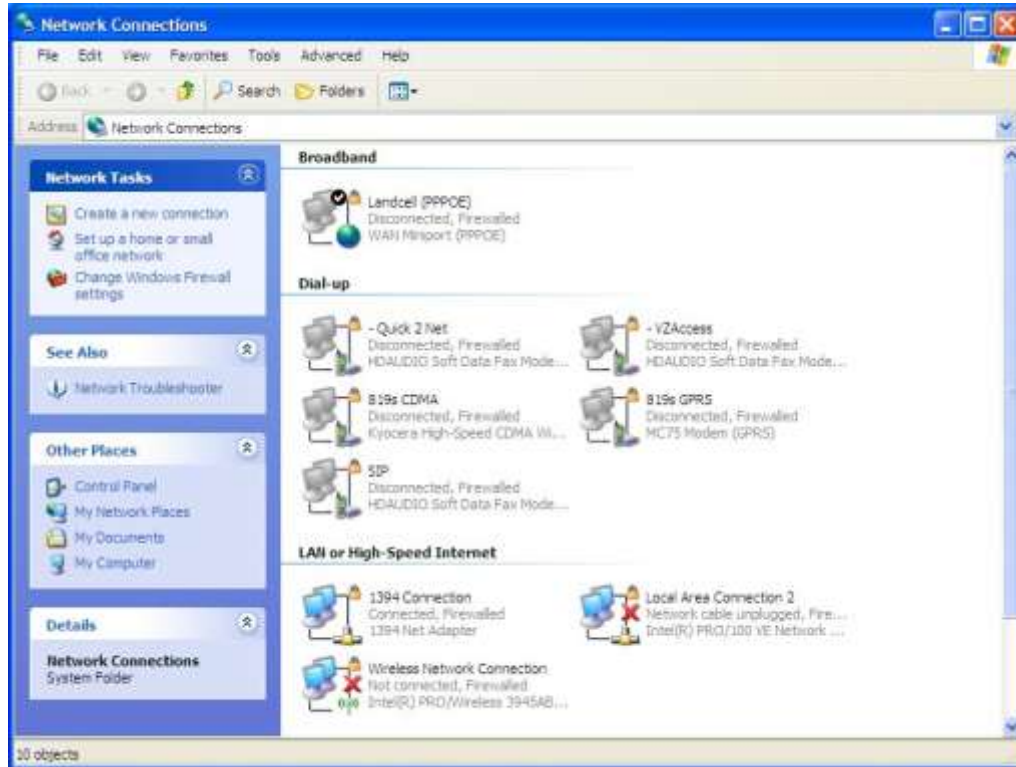 Network Connections
File Edit View Favorites Tools Advanced Help
Back Search Folders
Address Network Connections
Network Tasks
Create a new connection
Set up a home or small
office network
Change Windows Firewall
settings
See Also
Network Troubleshooter
Other Places
Control Panel
My Network Places
My Documents
My Computer
Details
Network Connections
System Folder
Broadband
Landcell (PPPOE)
Disconnected, Firewalled
WAN Miniport (PPPOE)
Dial-up
- Quick 2 Net
Disconnected, Firewalled
HDAUDIO Soft Data Fax Mode...
- VZAccess
Disconnected, Firewalled
HDAUDIO Soft Data Fax Mode...
819s CDMA
Disconnected, Firewalled
Kyocera High-Speed CDMA Wi...
819s GPRS
Disconnected, Firewalled
MC75 Modem (GPRS)
SIP
Disconnected, Firewalled
HDAUDIO Soft Data Fax Mode...
LAN or High-Speed Internet
1394 Connection
Connected, Firewalled
1394 Net Adapter
Local Area Connection 2
Network cable unplugged, Fire...
Intel(R) PRO/100 VE Network ...
Wireless Network Connection
Not connected, Firewalled
Intel(R) PRO/Wireless 3945AB...
10 objects